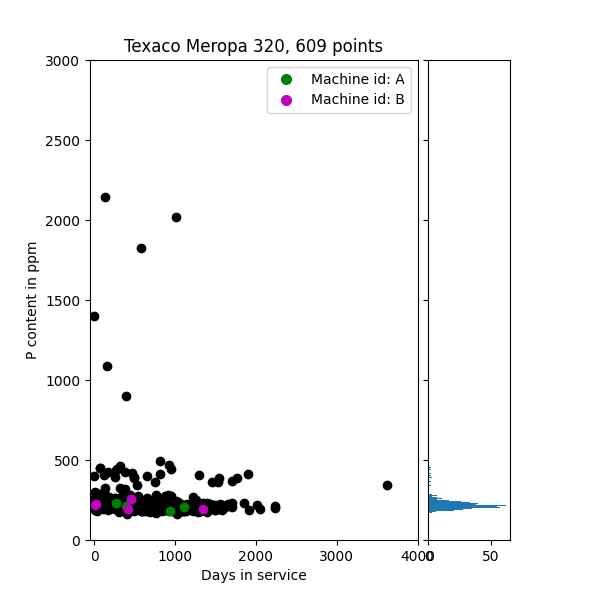 Texaco Meropa 320, 609 points
3000
2500
2000
1500
1000
500
0
P content in ppm
Machine id: A
Machine id: B
0
1000
2000
3000
4000
0
50
Days in service